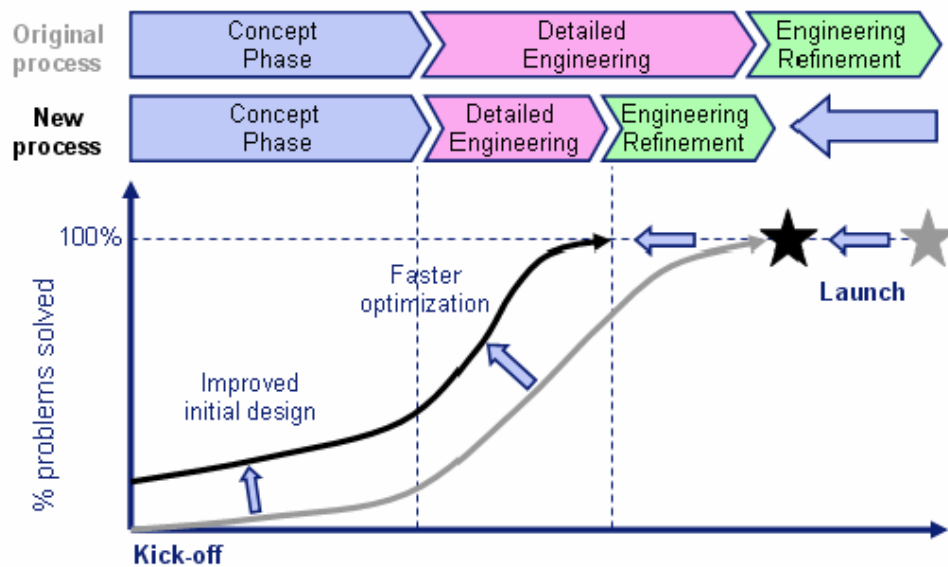 Original
process
Concept
Phase
Detailed
Engineering
Engineering
Refinement
New
process
Concept
Phase
Detailed
Engineering
Engineering
Refinement
100%
Faster
optimization
Launch
Improved
initial design
% problems solved
Kick-off